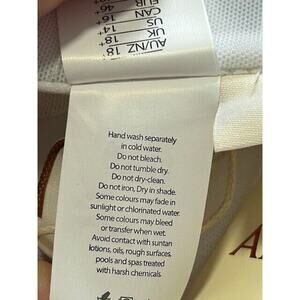 AU/NZ 18+
UK 18+
US 14+
CAN 16+
EUR 46+
Hand wash separately
in cold water.
Do not bleach.
Do not tumble dry.
Do not dry-clean.
Do not iron. Dry in shade.
Some colours may fade in
sunlight or chlorinated water.
Some colours may bleed
or transfer when wet.
Avoid contact with suntan
lotions, oils, rough surfaces,
pools and spas treated
with harsh chemicals.